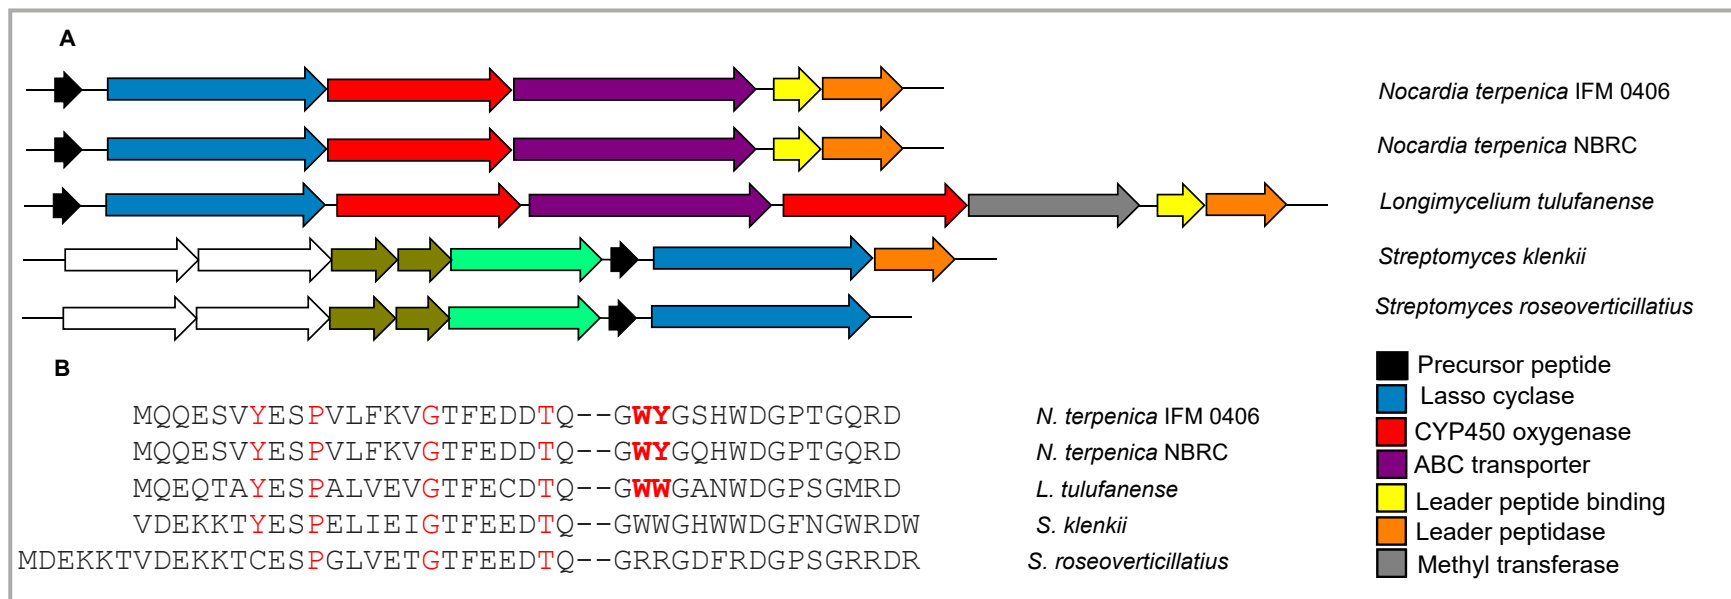 A
Nocardia terpenica IFM 0406
Nocardia terpenica NBRC
Longimycelium tulufanense
Streptomyces klenkii
Streptomyces roseoverticillatius
B
MQQESVYESPVLFKVGTFEDDTQ--GWYGSHWDGPTGQRD N. terpenica IFM 0406
MQQESVYESPVLFKVGTFEDDTQ--GWYGQHWDGPTGQRD N. terpenica NBRC
MQEQTAYESPALVEVGTFECDTQ--GWWGANWDGPSGMRD L. tulufanense
VDEKKTYESPELIEIGTFEEDTQ--GWWGHWWDGFNGWRDW S. klenkii
MDEKKTVDEKKTCESPGLVETGTFEEDTQ--GRRGDFRDGPSGRRDR S. roseoverticillatius
Precursor peptide
Lasso cyclase
CYP450 oxygenase
ABC transporter
Leader peptide binding
Leader peptidase
Methyl transferase